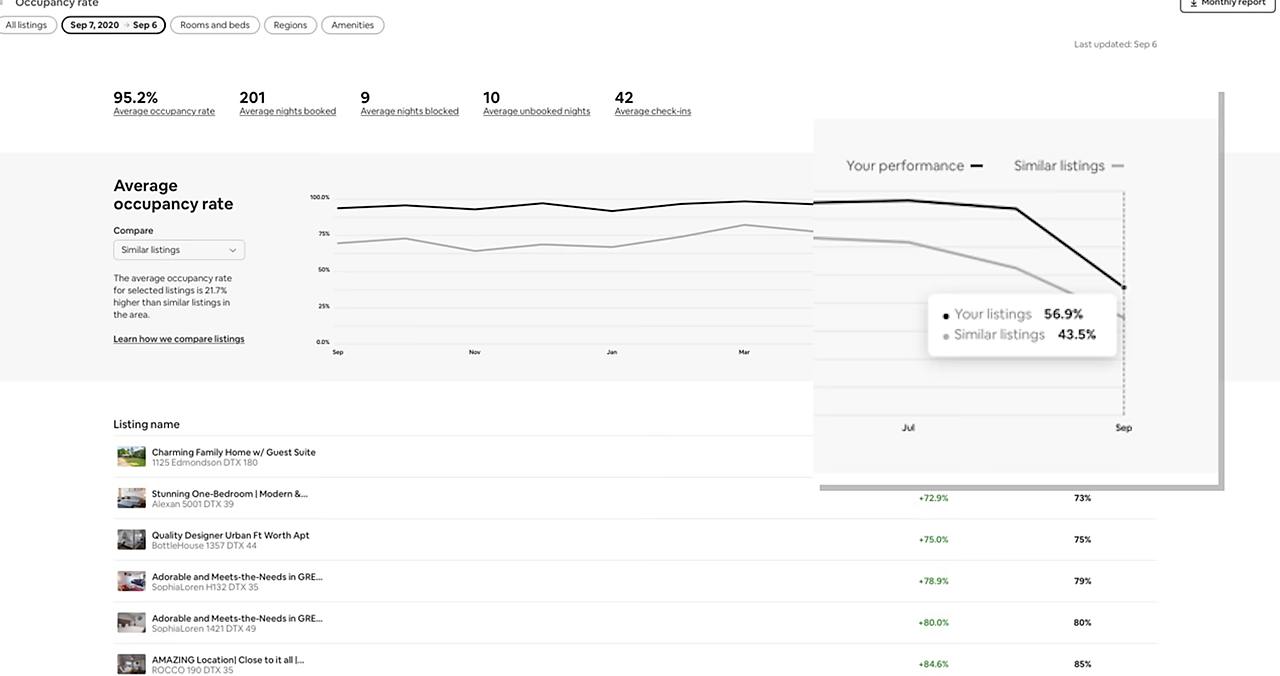 Occupancy rate
Monthly report
All listings
Sep 7, 2020 → Sep 6
Rooms and beds
Regions
Amenities
Last updated: Sep 6
95.2%
Average occupancy rate
201
Average nights booked
9
Average nights blocked
10
Average unbooked nights
42
Average check-ins
Average
occupancy rate
Compare
Similar listings
The average occupancy rate
for selected listings is 21.7%
higher than similar listings in
the area.
Learn how we compare listings
100.0%
75%
50%
25%
0.0%
Sep
Nov
Jan
Mar
Your performance
Similar listings
Your listings 56.9%
Similar listings 43.5%
Jul
Sep
Listing name
Charming Family Home w/ Guest Suite
1125 Edmondson DTX 180
Stunning One-Bedroom | Modern &...
Alexan 5001 DTX 39
+72.9%
73%
Quality Designer Urban Ft Worth Apt
BottleHouse 1357 DTX 44
+75.0%
75%
Adorable and Meets-the-Needs in GRE...
SophiaLoren H132 DTX 35
+78.9%
79%
Adorable and Meets-the-Needs in GRE...
SophiaLoren 1421 DTX 49
+80.0%
80%
AMAZING Location| Close to it all |...
ROCCO 190 DTX 35
+84.6%
85%